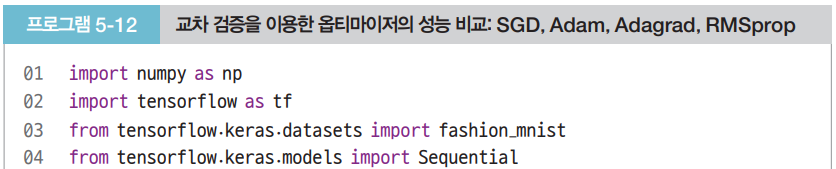 프로그램 5-12 교차 검증을 이용한 옵티마이저의 성능 비교: SGD, Adam, Adagrad, RMSprop
01 import numpy as np
02 import tensorflow as tf
03 from tensorflow.keras.datasets import fashion_mnist
04 from tensorflow.keras.models import Sequential